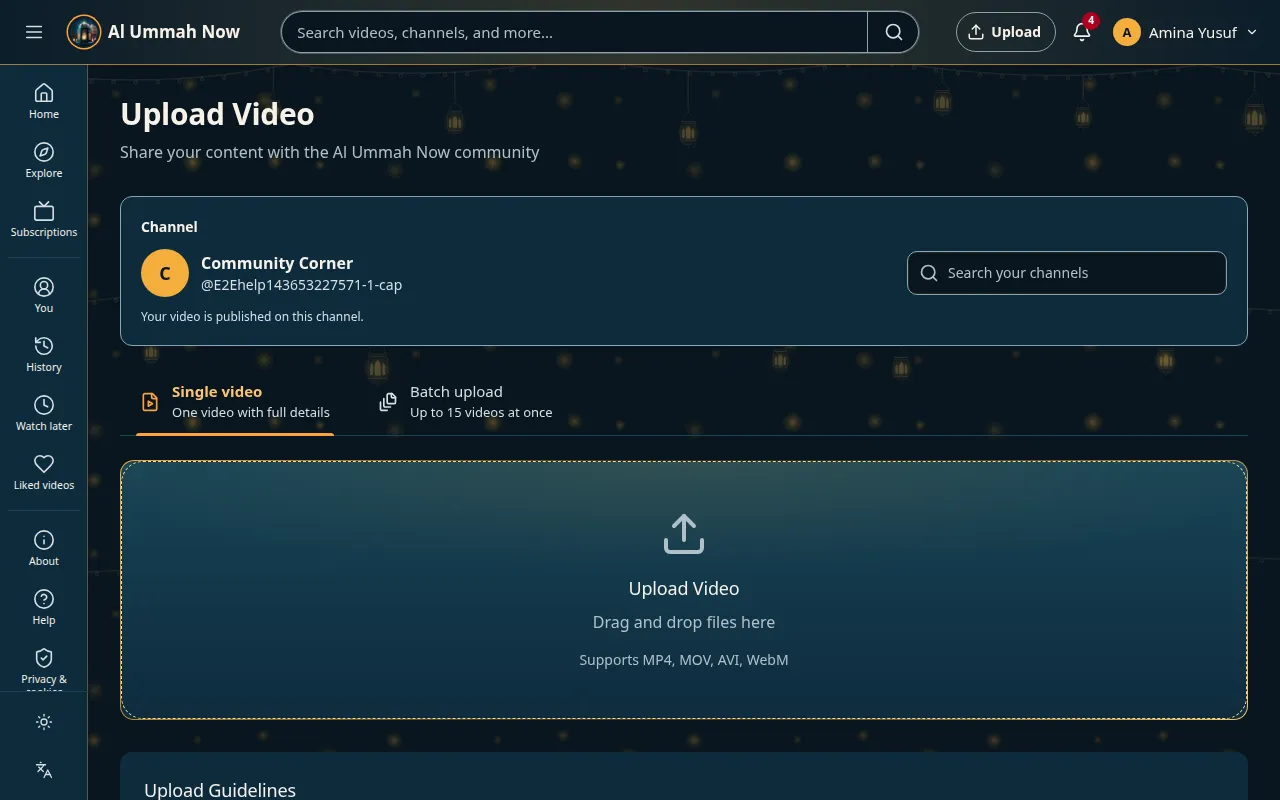 Al Ummah Now
Search videos, channels, and more...
Upload
4
A
Amina Yusuf
Home
Explore
Subscriptions
You
History
Watch later
Liked videos
About
Help
Privacy &
cookies
Upload Video
Share your content with the Al Ummah Now community
Channel
C
Community Corner
@E2Ehelp143653227571-1-cap
Search your channels
Your video is published on this channel.
Single video
One video with full details
Batch upload
Up to 15 videos at once
Upload Video
Drag and drop files here
Supports MP4, MOV, AVI, WebM
Upload Guidelines